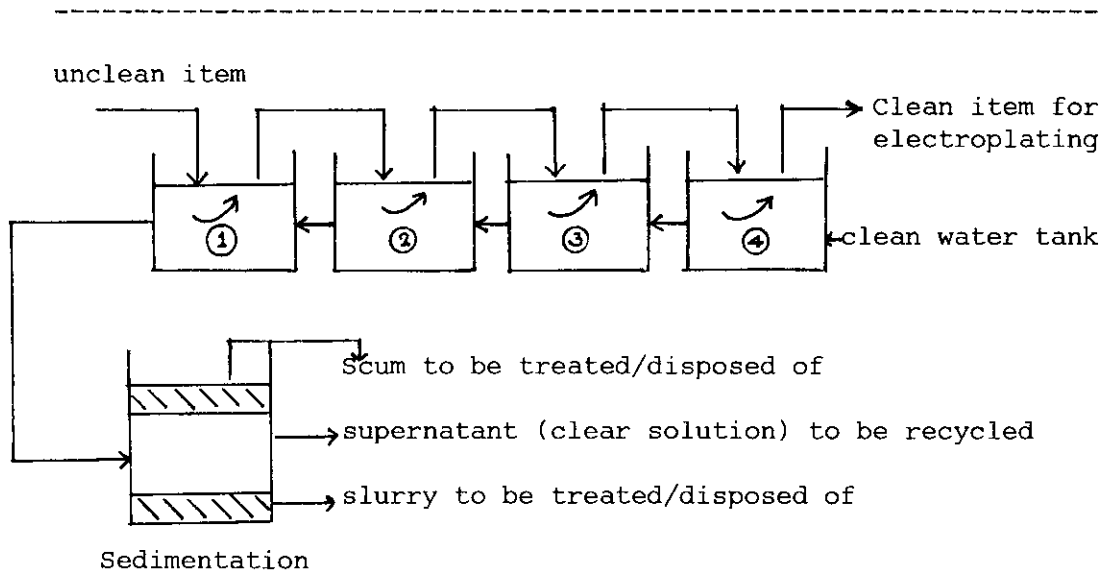 unclean item
Clean item for
electroplating
① ② ③ ④
clean water tank
Scum to be treated/disposed of
supernatant (clear solution) to be recycled
slurry to be treated/disposed of
Sedimentation